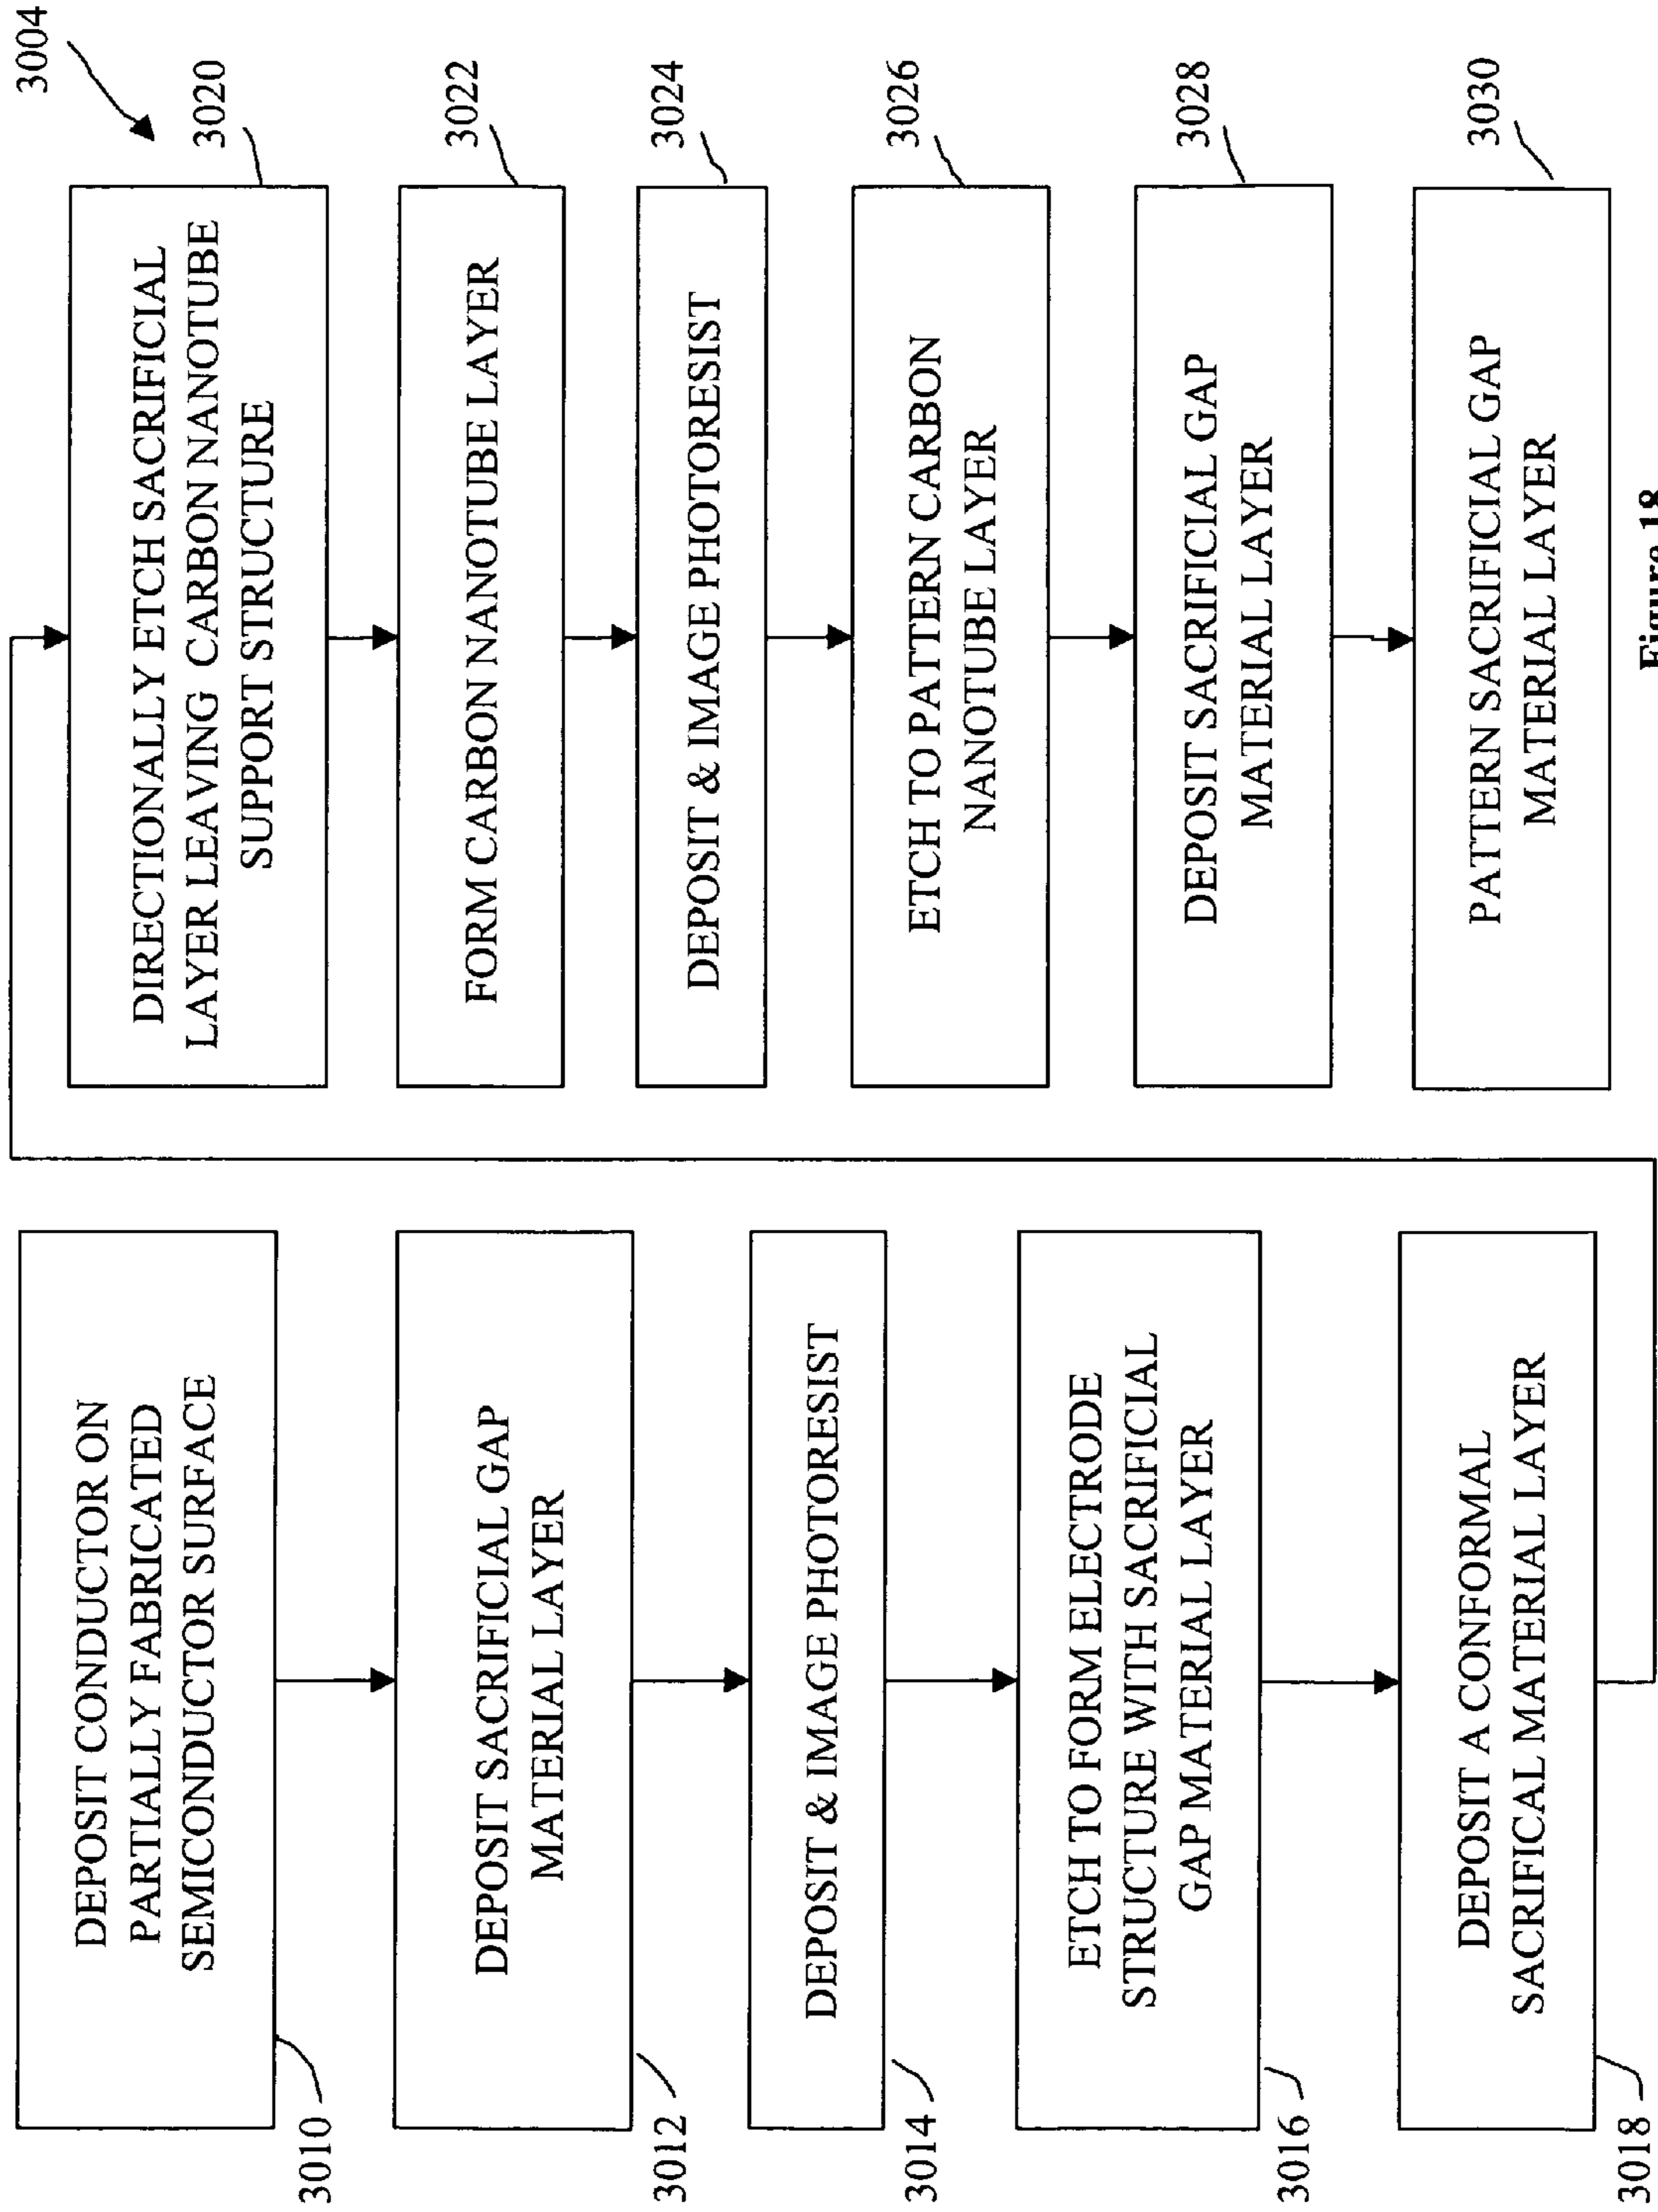 3004
DEPOSIT CONDUCTOR ON
PARTIALLY FABRICATED
SEMICONDUCTOR SURFACE
3010
DEPOSIT SACRIFICIAL GAP
MATERIAL LAYER
3012
DEPOSIT & IMAGE PHOTORESIST
3014
ETCH TO FORM ELECTRODE
STRUCTURE WITH SACRIFICIAL
GAP MATERIAL LAYER
3016
DEPOSIT A CONFORMAL
SACRIFICAL MATERIAL LAYER
3018
DIRECTIONALLY ETCH SACRIFICIAL
LAYER LEAVING CARBON NANOTUBE
SUPPORT STRUCTURE
3020
FORM CARBON NANOTUBE LAYER
3022
DEPOSIT & IMAGE PHOTORESIST
3024
ETCH TO PATTERN CARBON
NANOTUBE LAYER
3026
DEPOSIT SACRIFICIAL GAP
MATERIAL LAYER
3028
PATTERN SACRIFICIAL GAP
MATERIAL LAYER
3030
Figure 18